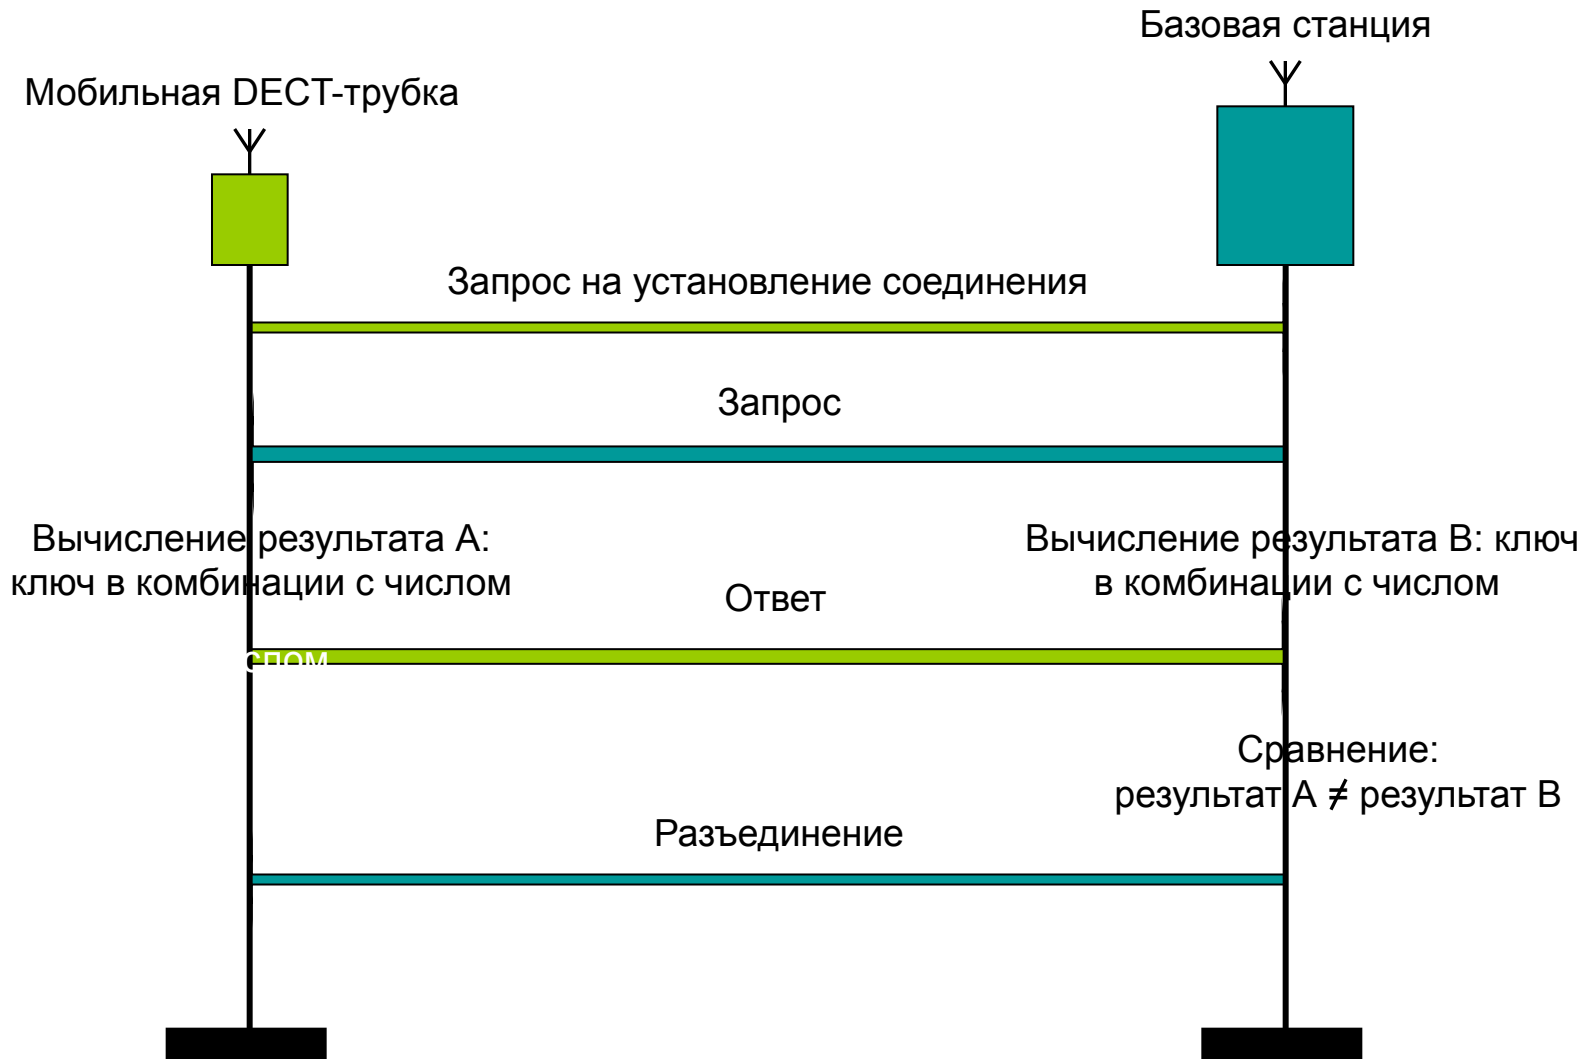 Базовая станция
Мобильная DECT-трубка
Запрос на установление соединения
Запрос
Вычисление результата А:
ключ в комбинации с числом
Вычисление результата В: ключ
в комбинации с числом
Ответ
слом
Сравнение:
результат А ≠ результат В
Разъединение